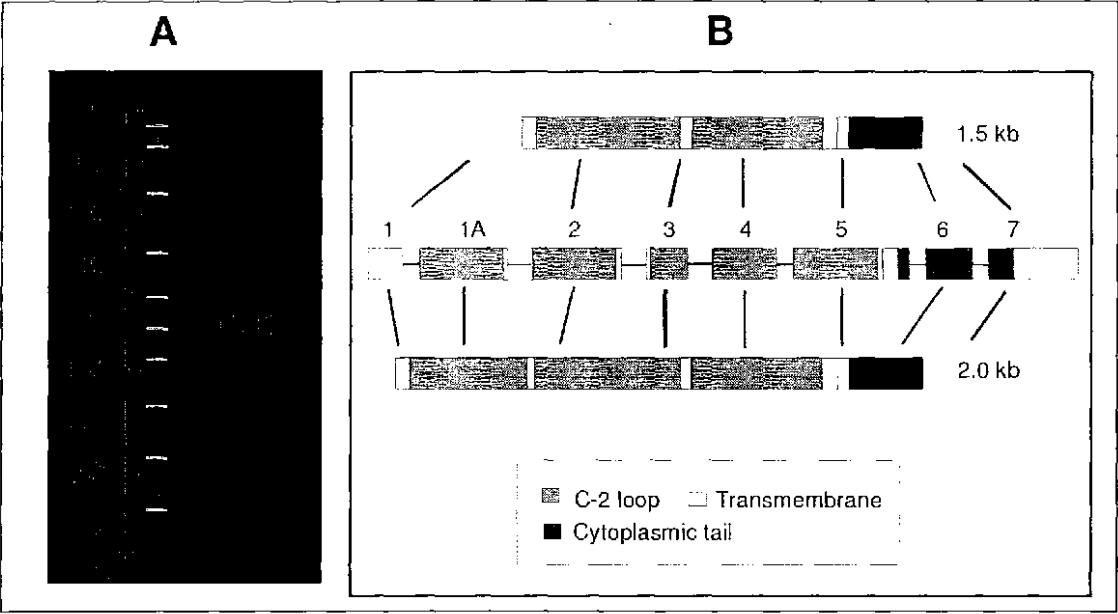 A
B
1.5 kb
1 1A 2 3 4 5 6 7
2.0 kb
C-2 loop Transmembrane
Cytoplasmic tail